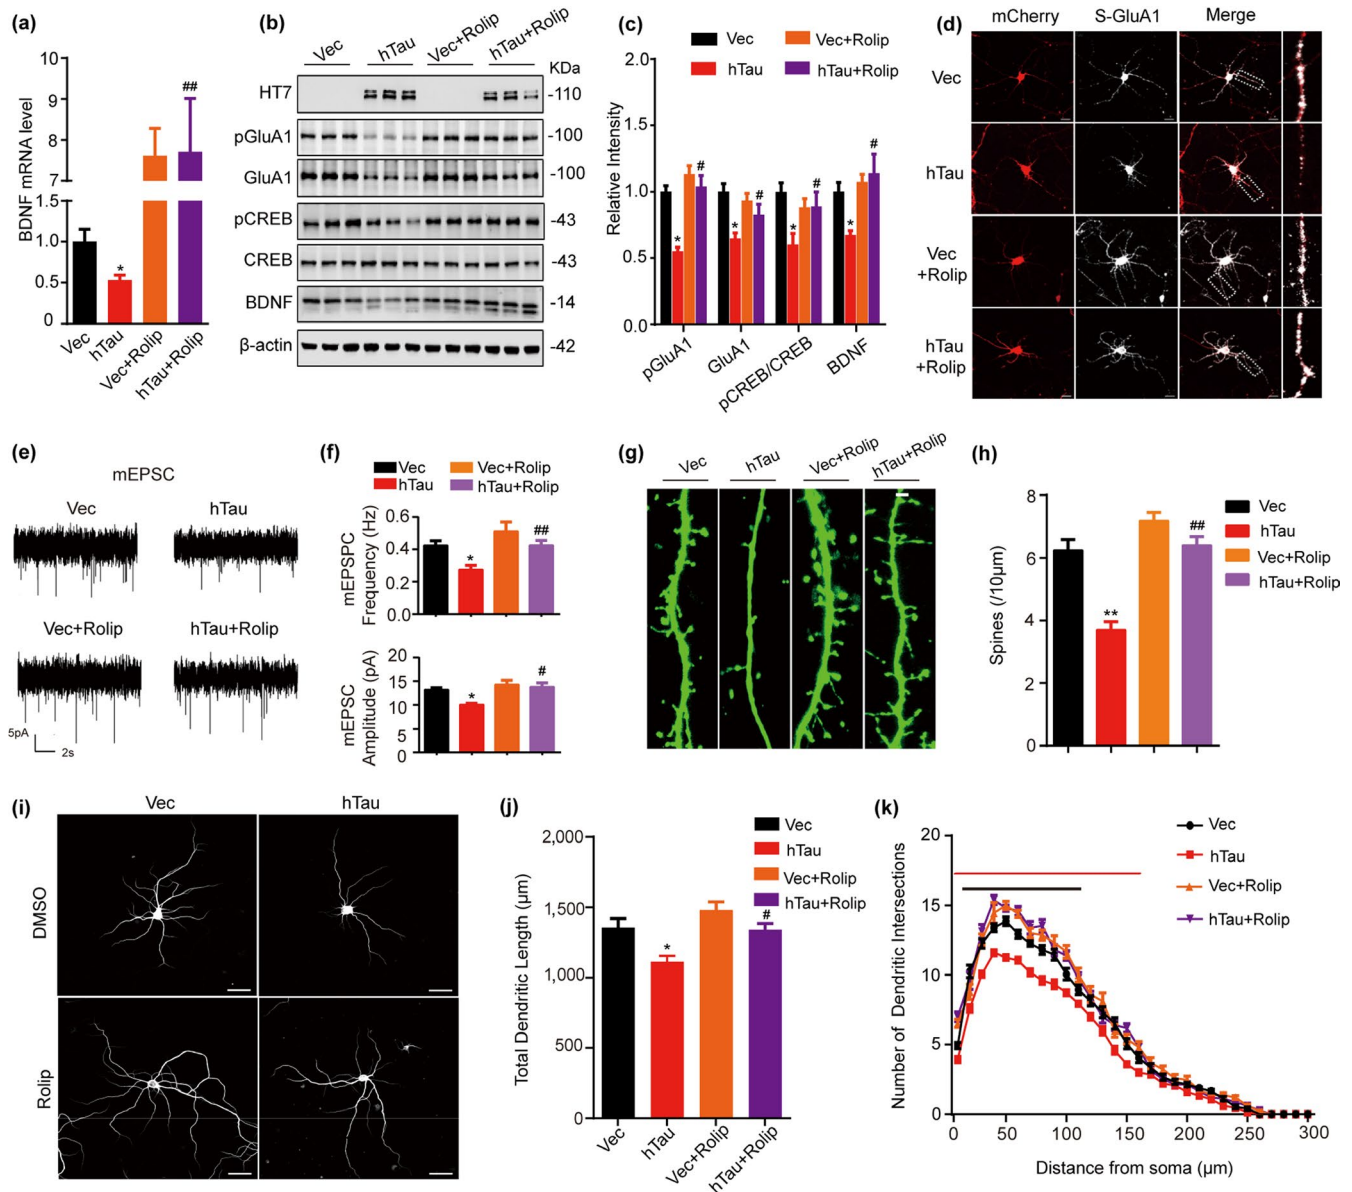 (a)
BDNF mRNA level
10
9
8
7
1.5
1.0
0.5
0
*
##
Vec
hTau
Vec+Rolip
hTau+Rolip
(b)
Vec
hTau
Vec+Rolip
hTau+Rolip
KDa
HT7
-110
pGluA1
-100
GluA1
-100
pCREB
-43
CREB
-43
BDNF
-14
β-actin
-42
(c)
Vec
Vec+Rolip
hTau
hTau+Rolip
Relative Intensity
2.0
1.5
1.0
0.5
0.0
*
#
*
#
*
#
*
#
pGluA1
GluA1
pCREB/CREB
BDNF
(d)
mCherry
S-GluA1
Merge
Vec
hTau
Vec
+Rolip
hTau
+Rolip
(e)
mEPSC
Vec
hTau
Vec+Rolip
hTau+Rolip
5pA
2s
(f)
Vec
Vec+Rolip
hTau
hTau+Rolip
mEPSPC
Frequency (Hz)
0.6
0.4
0.2
0.0
*
##
mEPSC
Amplitude (pA)
20
15
10
5
0
*
#
(g)
Vec
hTau
Vec+Rolip
hTau+Rolip
(h)
Spines (/10μm)
8
6
4
2
0
**
##
Vec
hTau
Vec+Rolip
hTau+Rolip
(i)
Vec
hTau
DMSO
Rolip
(j)
Total Dendritic Length (μm)
2,000
1,500
1,000
500
0
*
#
Vec
hTau
Vec+Rolip
hTau+Rolip
Vec
hTau
Vec+Rolip
hTau+Rolip
(k)
Number of Dendritic Intersections
20
15
10
5
0
Vec
hTau
Vec+Rolip
hTau+Rolip
0
50
100
150
200
250
300
Distance from soma (μm)